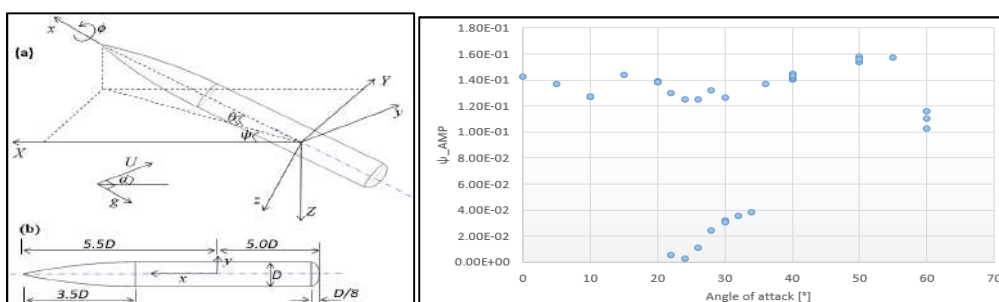 x
ϕ
(a)
Y
y
θ
g
ψ
X
U
α
g
z
Z
(b)
5.5D
5.0D
y
x
D
3.5D
D/8
1.80E-01
1.60E-01
1.40E-01
1.20E-01
1.00E-01
8.00E-02
6.00E-02
4.00E-02
2.00E-02
0.00E+00
ψ_AMP
0 10 20 30 40 50 60 70
Angle of attack [°]